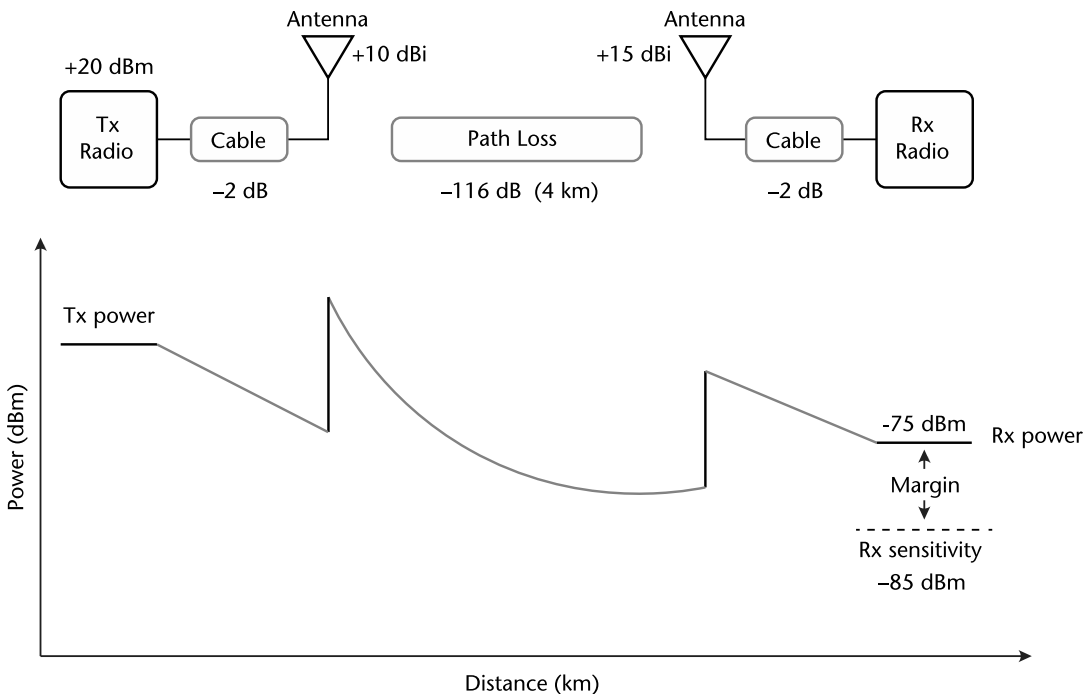 Antenna
Antenna
+10 dBi
+15 dBi
+20 dBm
Tx
Radio
Cable
Path Loss
Cable
Rx
Radio
–2 dB
–116 dB (4 km)
–2 dB
Tx power
-75 dBm
Rx power
Margin
Rx sensitivity
–85 dBm
Power (dBm)
Distance (km)